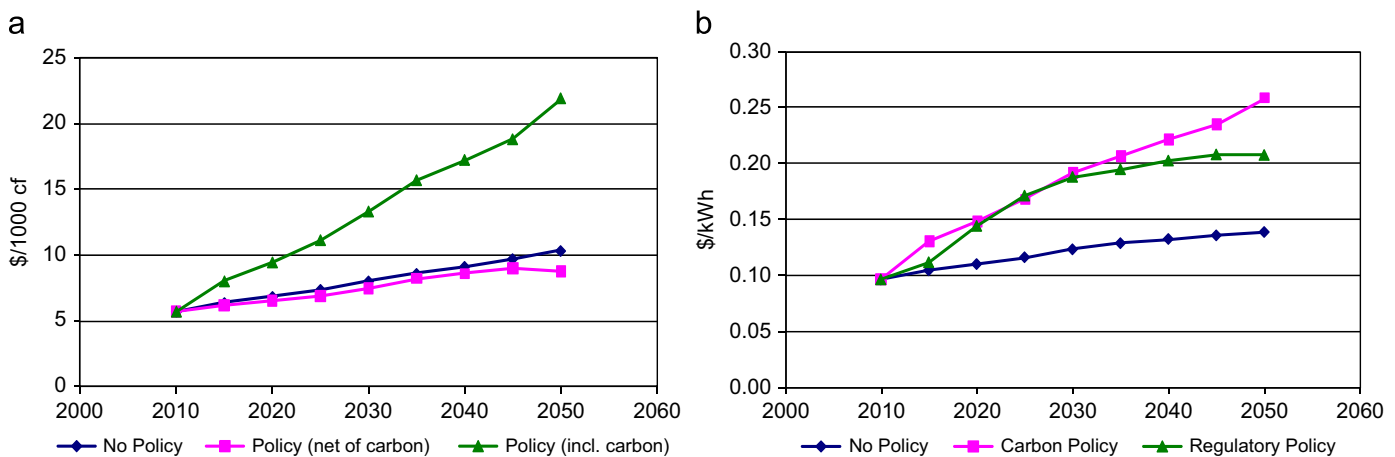 a
25
20
15
10
5
0
$/1000 cf
2000 2010 2020 2030 2040 2050 2060
No Policy Policy (net of carbon) Policy (incl. carbon)
b
0.30
0.25
0.20
0.15
0.10
0.05
0.00
$/kWh
2000 2010 2020 2030 2040 2050 2060
No Policy Carbon Policy Regulatory Policy